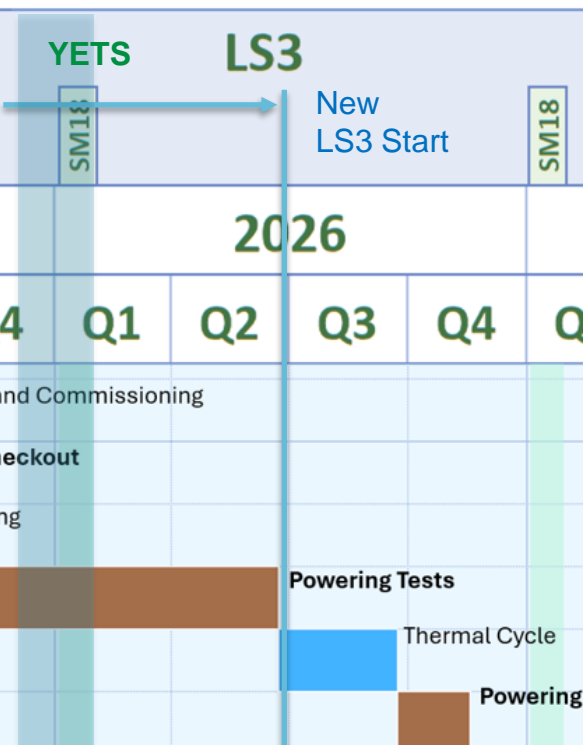 YETS
LS3
SM18
New
LS3 Start
SM18
2026
4
Q1
Q2
Q3
Q4
Q
and Commissioning
eckout
ng
Powering Tests
Thermal Cycle
Powering